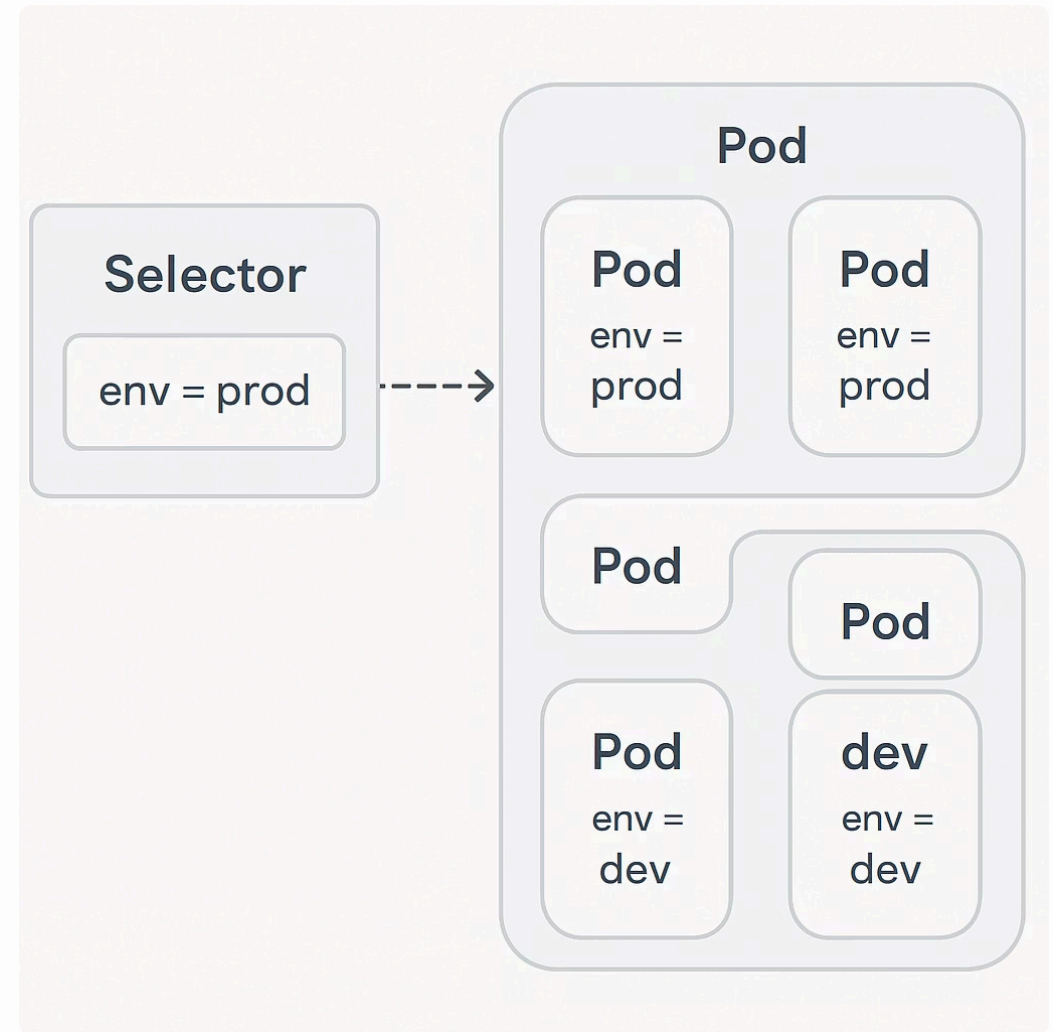 Selector
env = prod
Pod
Pod
env =
prod
Pod
env =
prod
Pod
Pod
Pod
env =
dev
dev
env =
dev